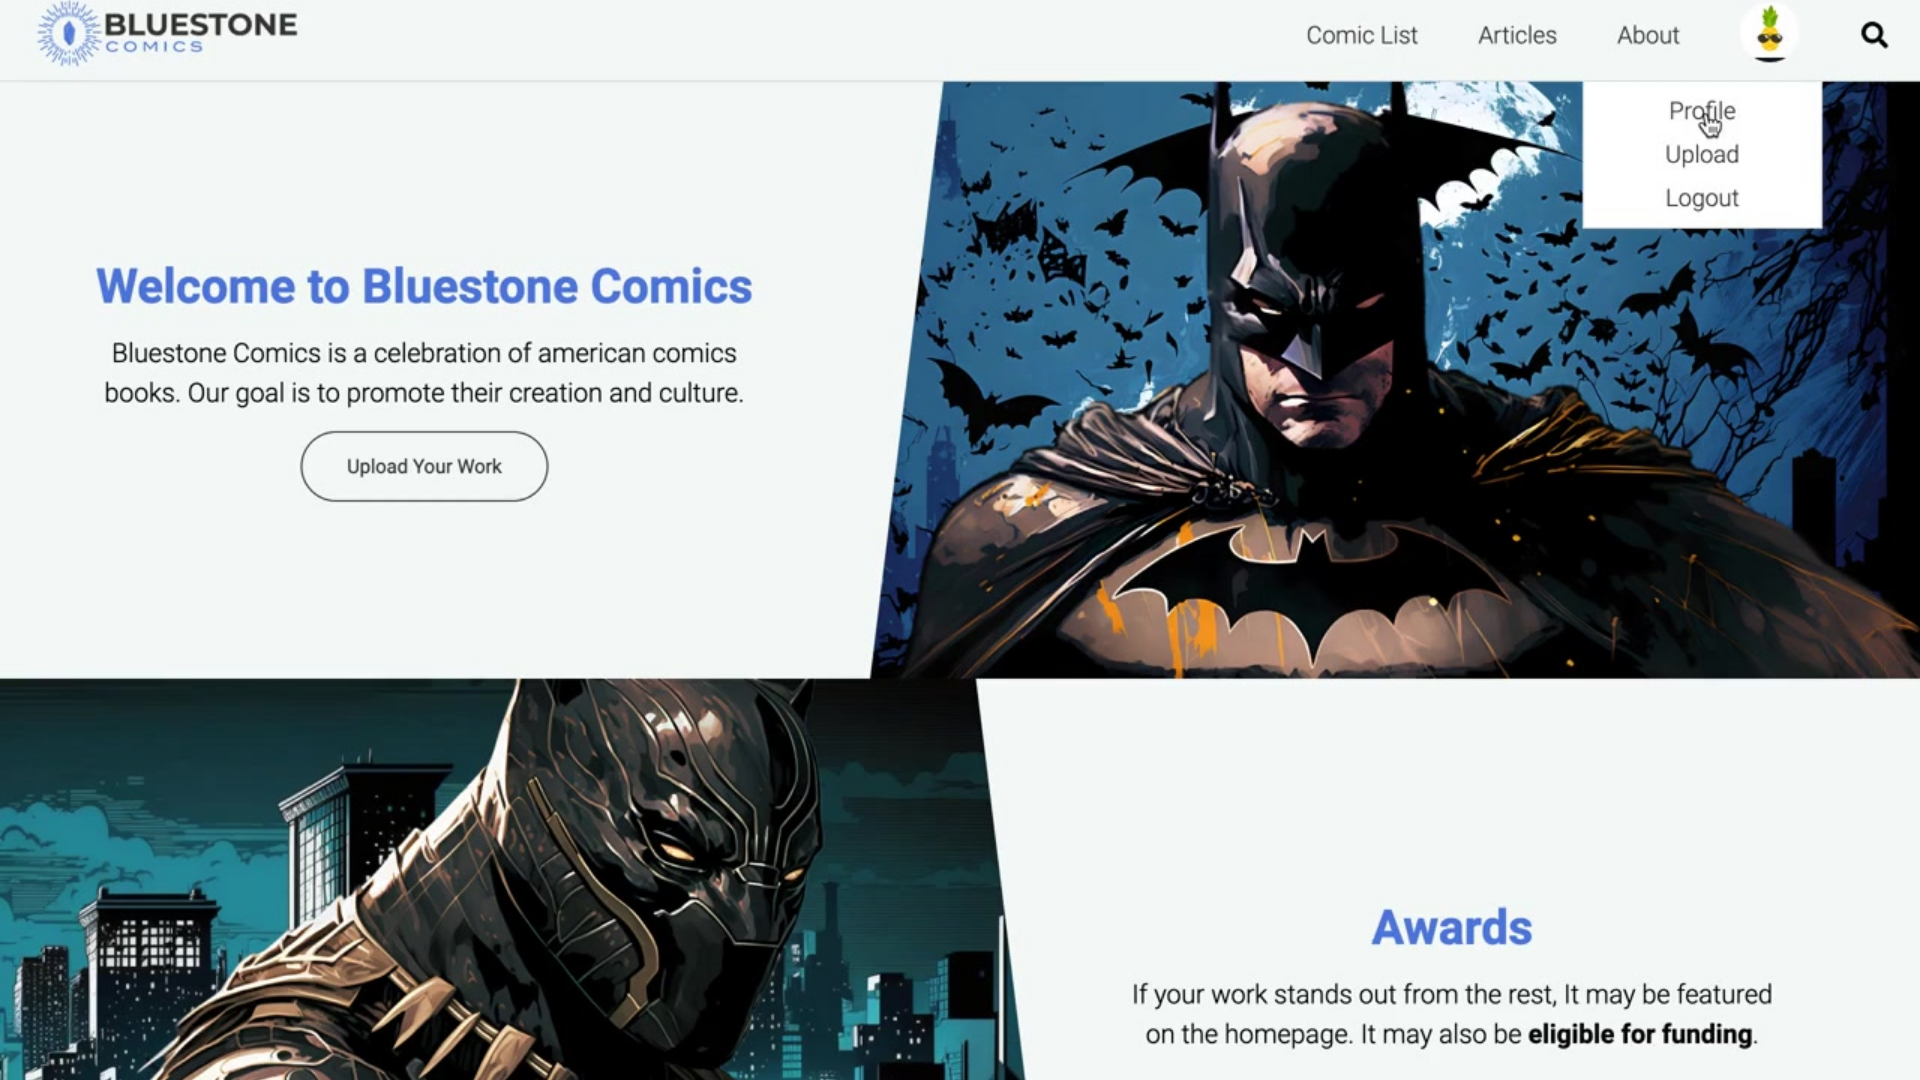 BLUESTONE
COMICS
Comic List
Articles
About
Profile
Upload
Logout
Welcome to Bluestone Comics
Bluestone Comics is a celebration of american comics
books. Our goal is to promote their creation and culture.
Upload Your Work
Awards
If your work stands out from the rest, It may be featured
on the homepage. It may also be eligible for funding.